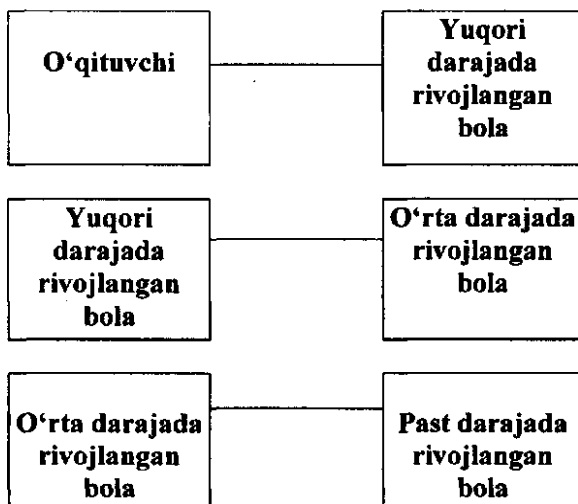 O‘qituvchi
Yuqori
darajada
rivojlangan
bola
Yuqori
darajada
rivojlangan
bola
O‘rta darajada
rivojlangan
bola
O‘rta darajada
rivojlangan
bola
Past darajada
rivojlangan
bola